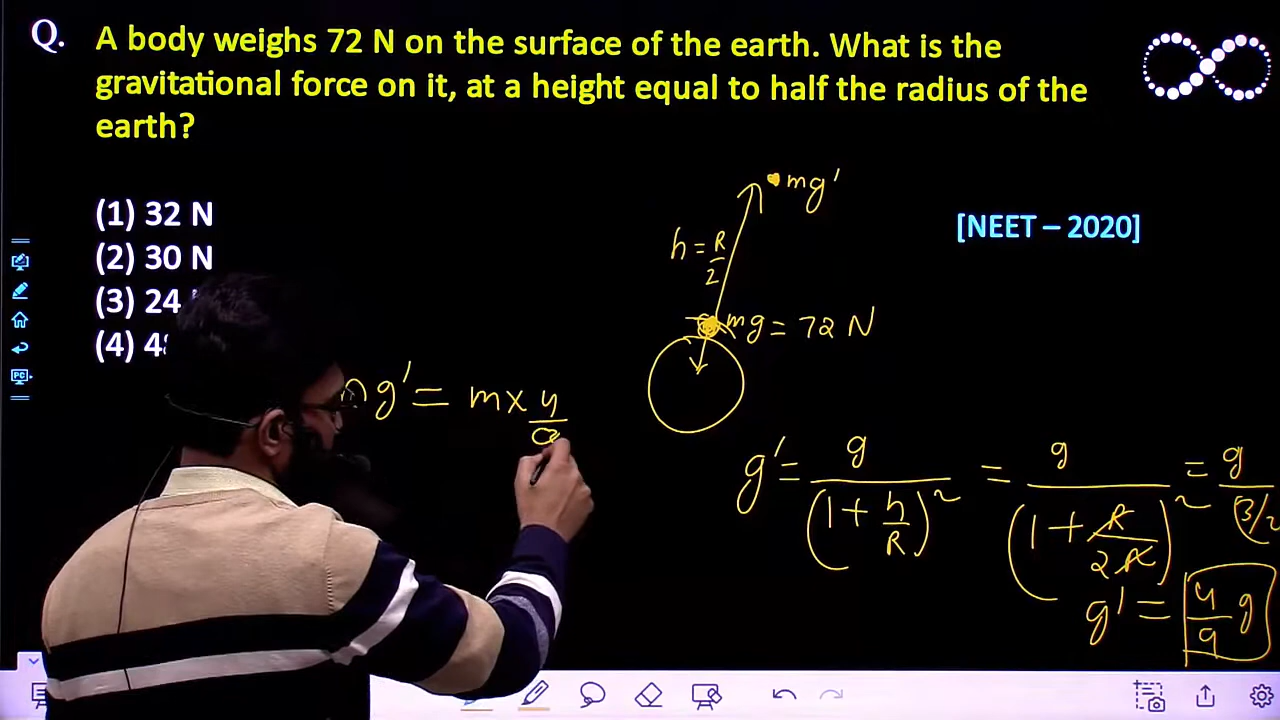 Q. A body weighs 72 N on the surface of the earth. What is the
gravitational force on it, at a height equal to half the radius of the
earth?
(1) 32 N
(2) 30 N
(3) 24
(4) 48
[NEET – 2020]
mg'
h = R/2
mg = 72 N
g' = m × 4/9
g' = g/(1 + h/R)² = g/(1 + R/2R)² = g/(3/2
g' = 4/9 g
PC